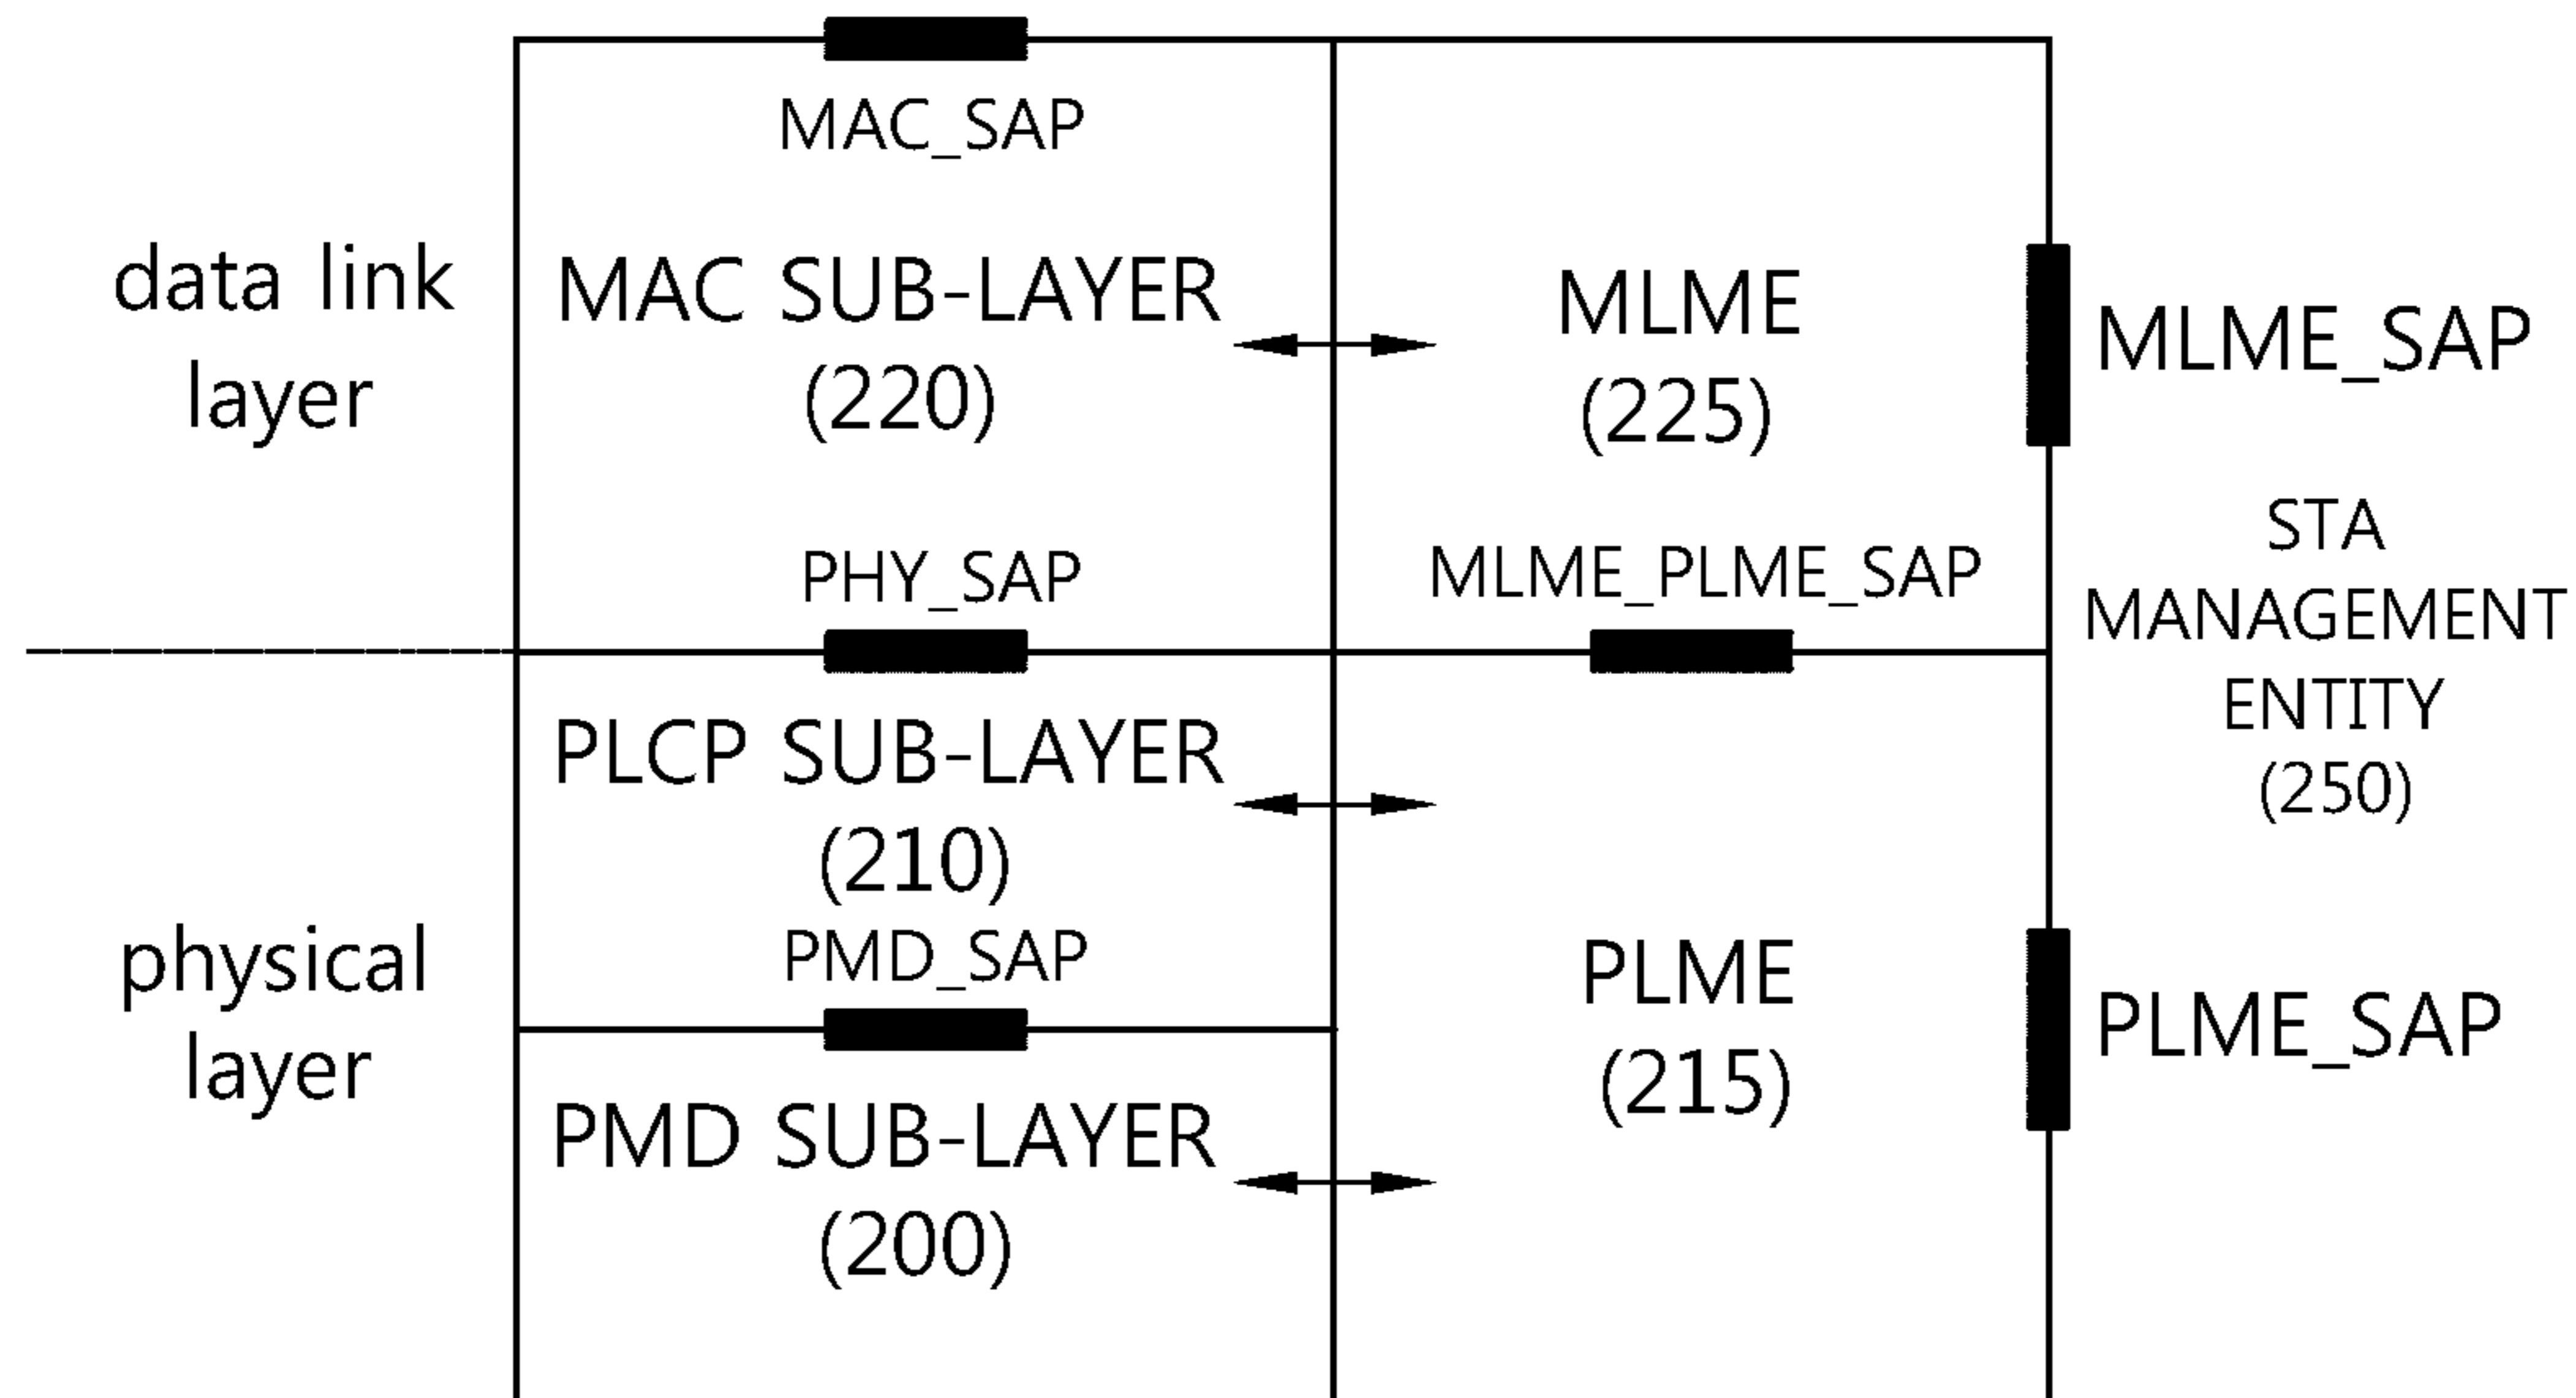 MAC_SAP
data link
layer
MAC SUB-LAYER
(220)
MLME
(225)
MLME_SAP
PHY_SAP
MLME_PLME_SAP
STA
MANAGEMENT
ENTITY
(250)
PLCP SUB-LAYER
(210)
PMD_SAP
physical
layer
PLME
(215)
PLME_SAP
PMD SUB-LAYER
(200)